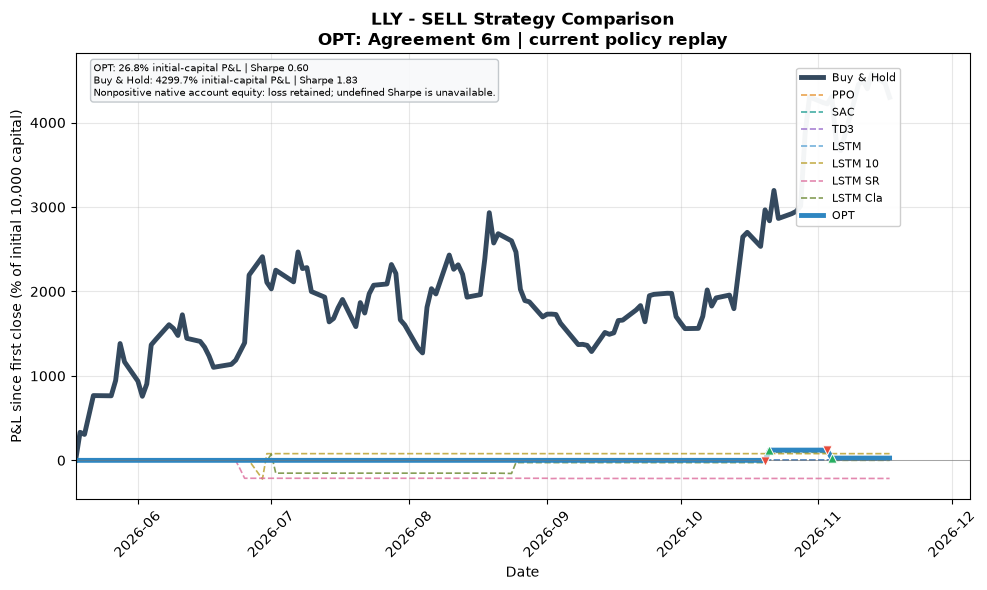 LLY - SELL Strategy Comparison
OPT: Agreement 6m | current policy replay
OPT: 26.8% initial-capital P&L | Sharpe 0.60
Buy & Hold: 4299.7% initial-capital P&L | Sharpe 1.83
Nonpositive native account equity: loss retained; undefined Sharpe is unavailable.
Buy & Hold
PPO
SAC
TD3
LSTM
LSTM 10
LSTM SR
LSTM Cla
OPT
P&L since first close (% of initial 10,000 capital)
4000
3000
2000
1000
0
2026-06
2026-07
2026-08
2026-09
2026-10
2026-11
2026-12
Date